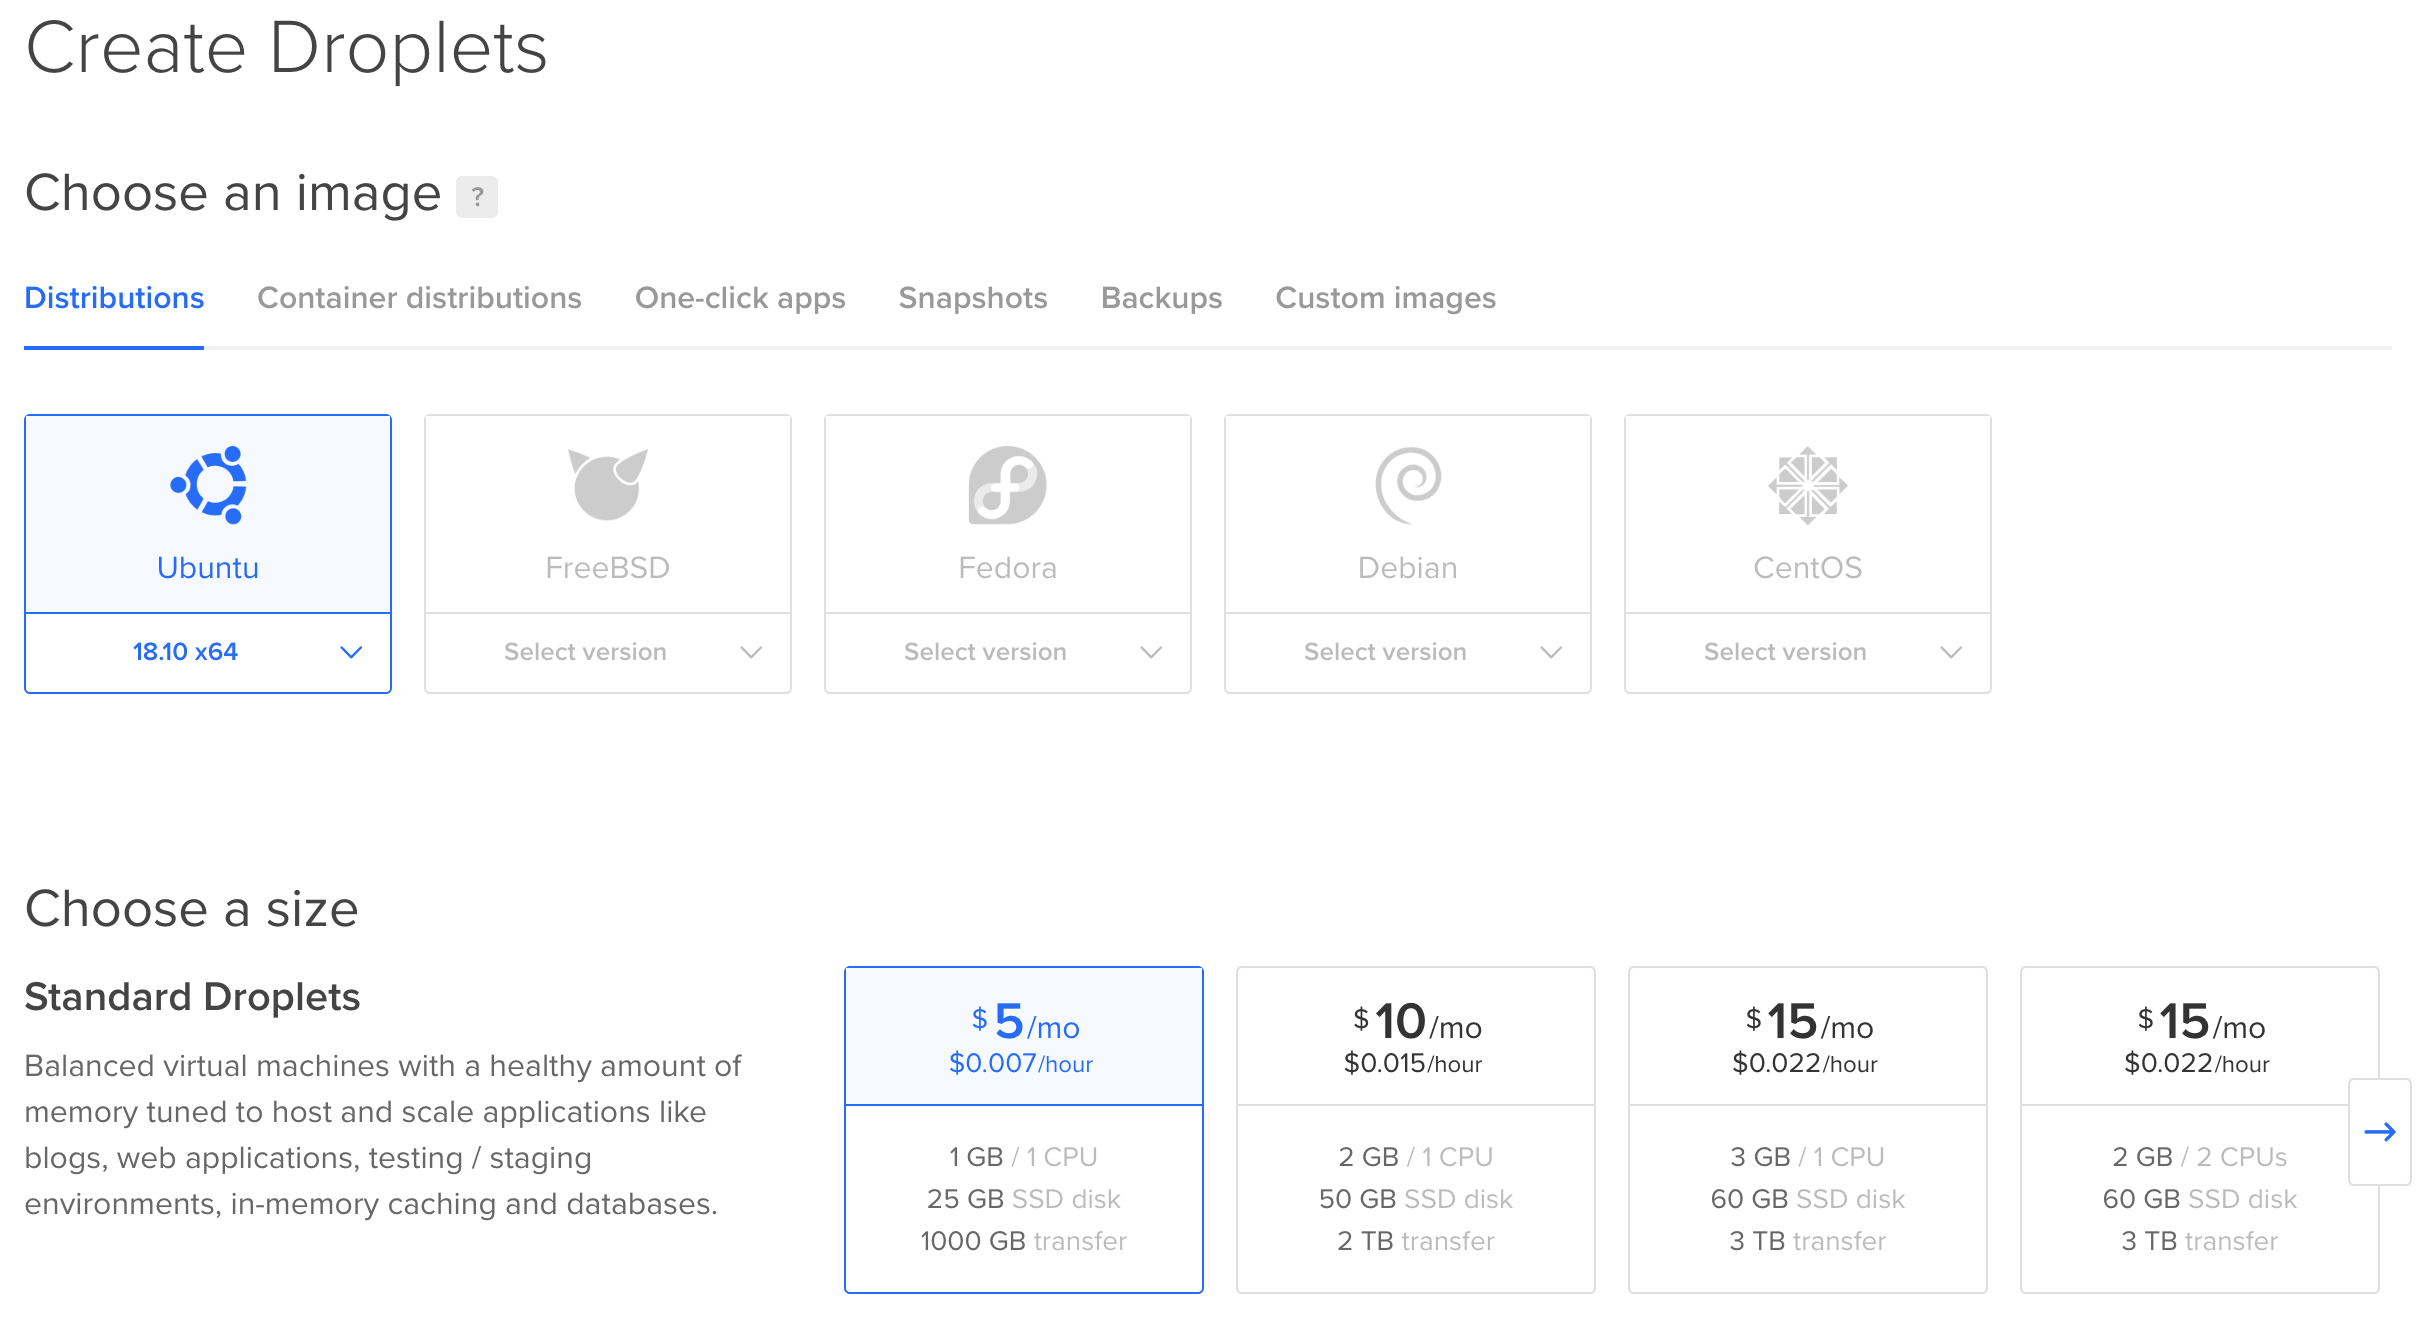 Create Droplets
Choose an image ?
Distributions Container distributions One-click apps Snapshots Backups Custom images
Ubuntu FreeBSD Fedora Debian CentOS
18.10 x64 Select version Select version Select version Select version
Choose a size
Standard Droplets
Balanced virtual machines with a healthy amount of
memory tuned to host and scale applications like
blogs, web applications, testing / staging
environments, in-memory caching and databases.
$ 5/mo
$0.007/hour
1 GB / 1 CPU
25 GB SSD disk
1000 GB transfer
$ 10/mo
$0.015/hour
2 GB / 1 CPU
50 GB SSD disk
2 TB transfer
$ 15/mo
$0.022/hour
3 GB / 1 CPU
60 GB SSD disk
3 TB transfer
$ 15/mo
$0.022/hour
2 GB / 2 CPUs
60 GB SSD disk
3 TB transfer